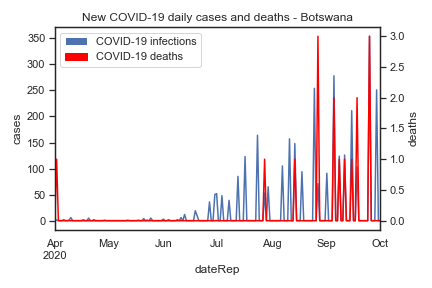 New COVID-19 daily cases and deaths - Botswana
COVID-19 infections
COVID-19 deaths
350
300
250
200
150
100
50
0
cases
3.0
2.5
2.0
1.5
1.0
0.5
0.0
deaths
Apr May Jun Jul Aug Sep Oct
2020
dateRep